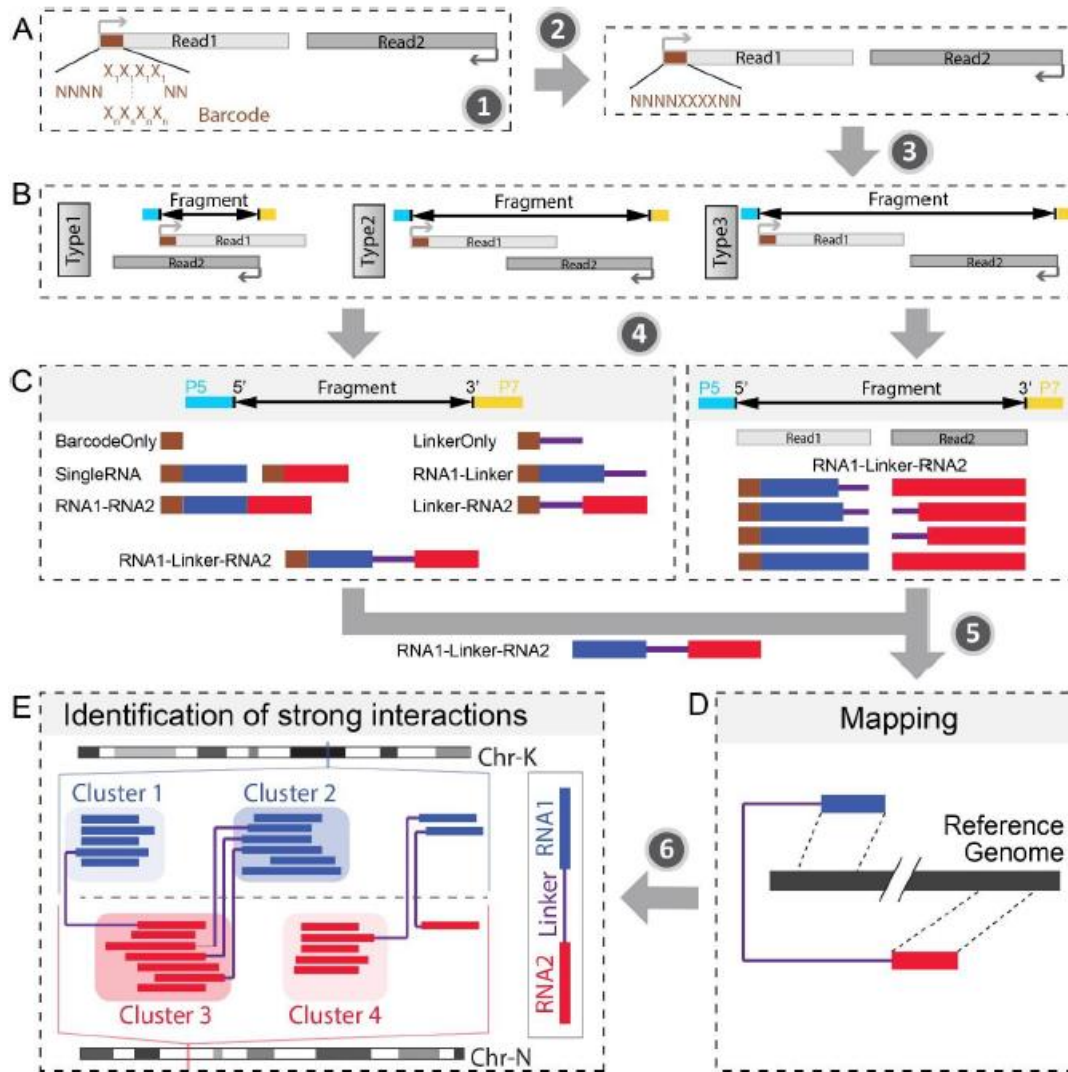 A
Read1
Read2
NNNN X₁X₁X₁X₁ NN
XₙXₙXₙXₙ
Barcode
1
2
Read1
Read2
NNNNXXXXNN
3
B
Type1
Fragment
Read1
Read2
Type2
Fragment
Read1
Read2
Type3
Fragment
Read1
Read2
4
C
P5 5' Fragment 3' P7
BarcodeOnly
LinkerOnly
SingleRNA
RNA1-Linker
RNA1-RNA2
Linker-RNA2
RNA1-Linker-RNA2
P5 5' Fragment 3' P7
Read1
Read2
RNA1-Linker-RNA2
5
RNA1-Linker-RNA2
D
Mapping
Reference
Genome
6
E
Identification of strong interactions
Chr-K
Cluster 1
Cluster 2
Cluster 3
Cluster 4
Chr-N
RNA2 Linker RNA1